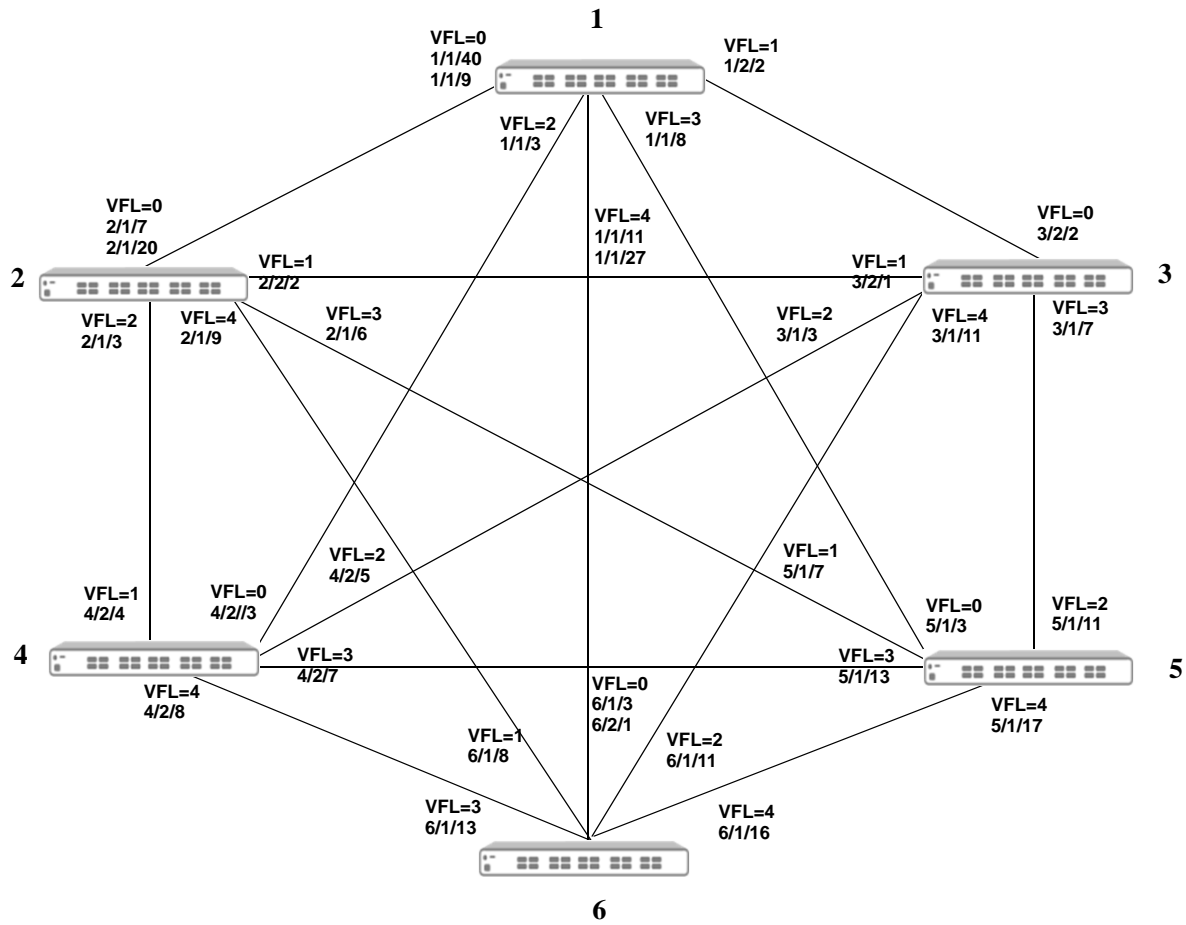 1
VFL=0
1/1/40
1/1/9
VFL=1
1/2/2
VFL=2
1/1/3
VFL=3
1/1/8
VFL=4
1/1/11
1/1/27
VFL=0
2/1/7
2/1/20
VFL=0
3/2/2
2
VFL=1
2/2/2
VFL=1
3/2/1
3
VFL=2
2/1/3
VFL=4
2/1/9
VFL=3
2/1/6
VFL=2
3/1/3
VFL=4
3/1/11
VFL=3
3/1/7
VFL=1
4/2/4
VFL=0
4/2//3
VFL=2
4/2/5
VFL=1
5/1/7
VFL=0
5/1/3
VFL=2
5/1/11
4
VFL=3
4/2/7
VFL=3
5/1/13
5
VFL=4
4/2/8
VFL=0
6/1/3
6/2/1
VFL=4
5/1/17
VFL=1
6/1/8
VFL=2
6/1/11
VFL=3
6/1/13
VFL=4
6/1/16
6